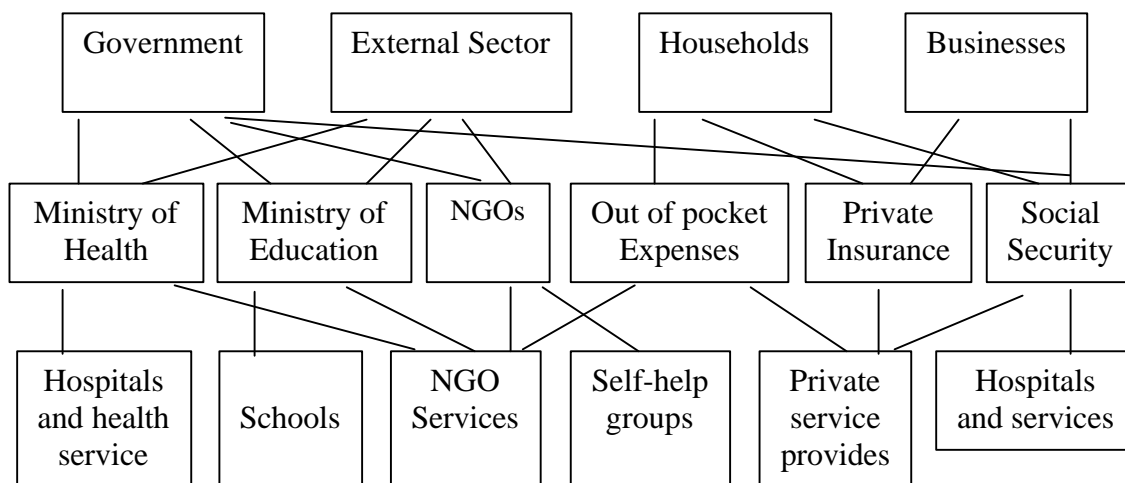 Government
External Sector
Households
Businesses
Ministry of
Health
Ministry of
Education
NGOs
Out of pocket
Expenses
Private
Insurance
Social
Security
Hospitals
and health
service
Schools
NGO
Services
Self-help
groups
Private
service
provides
Hospitals
and services